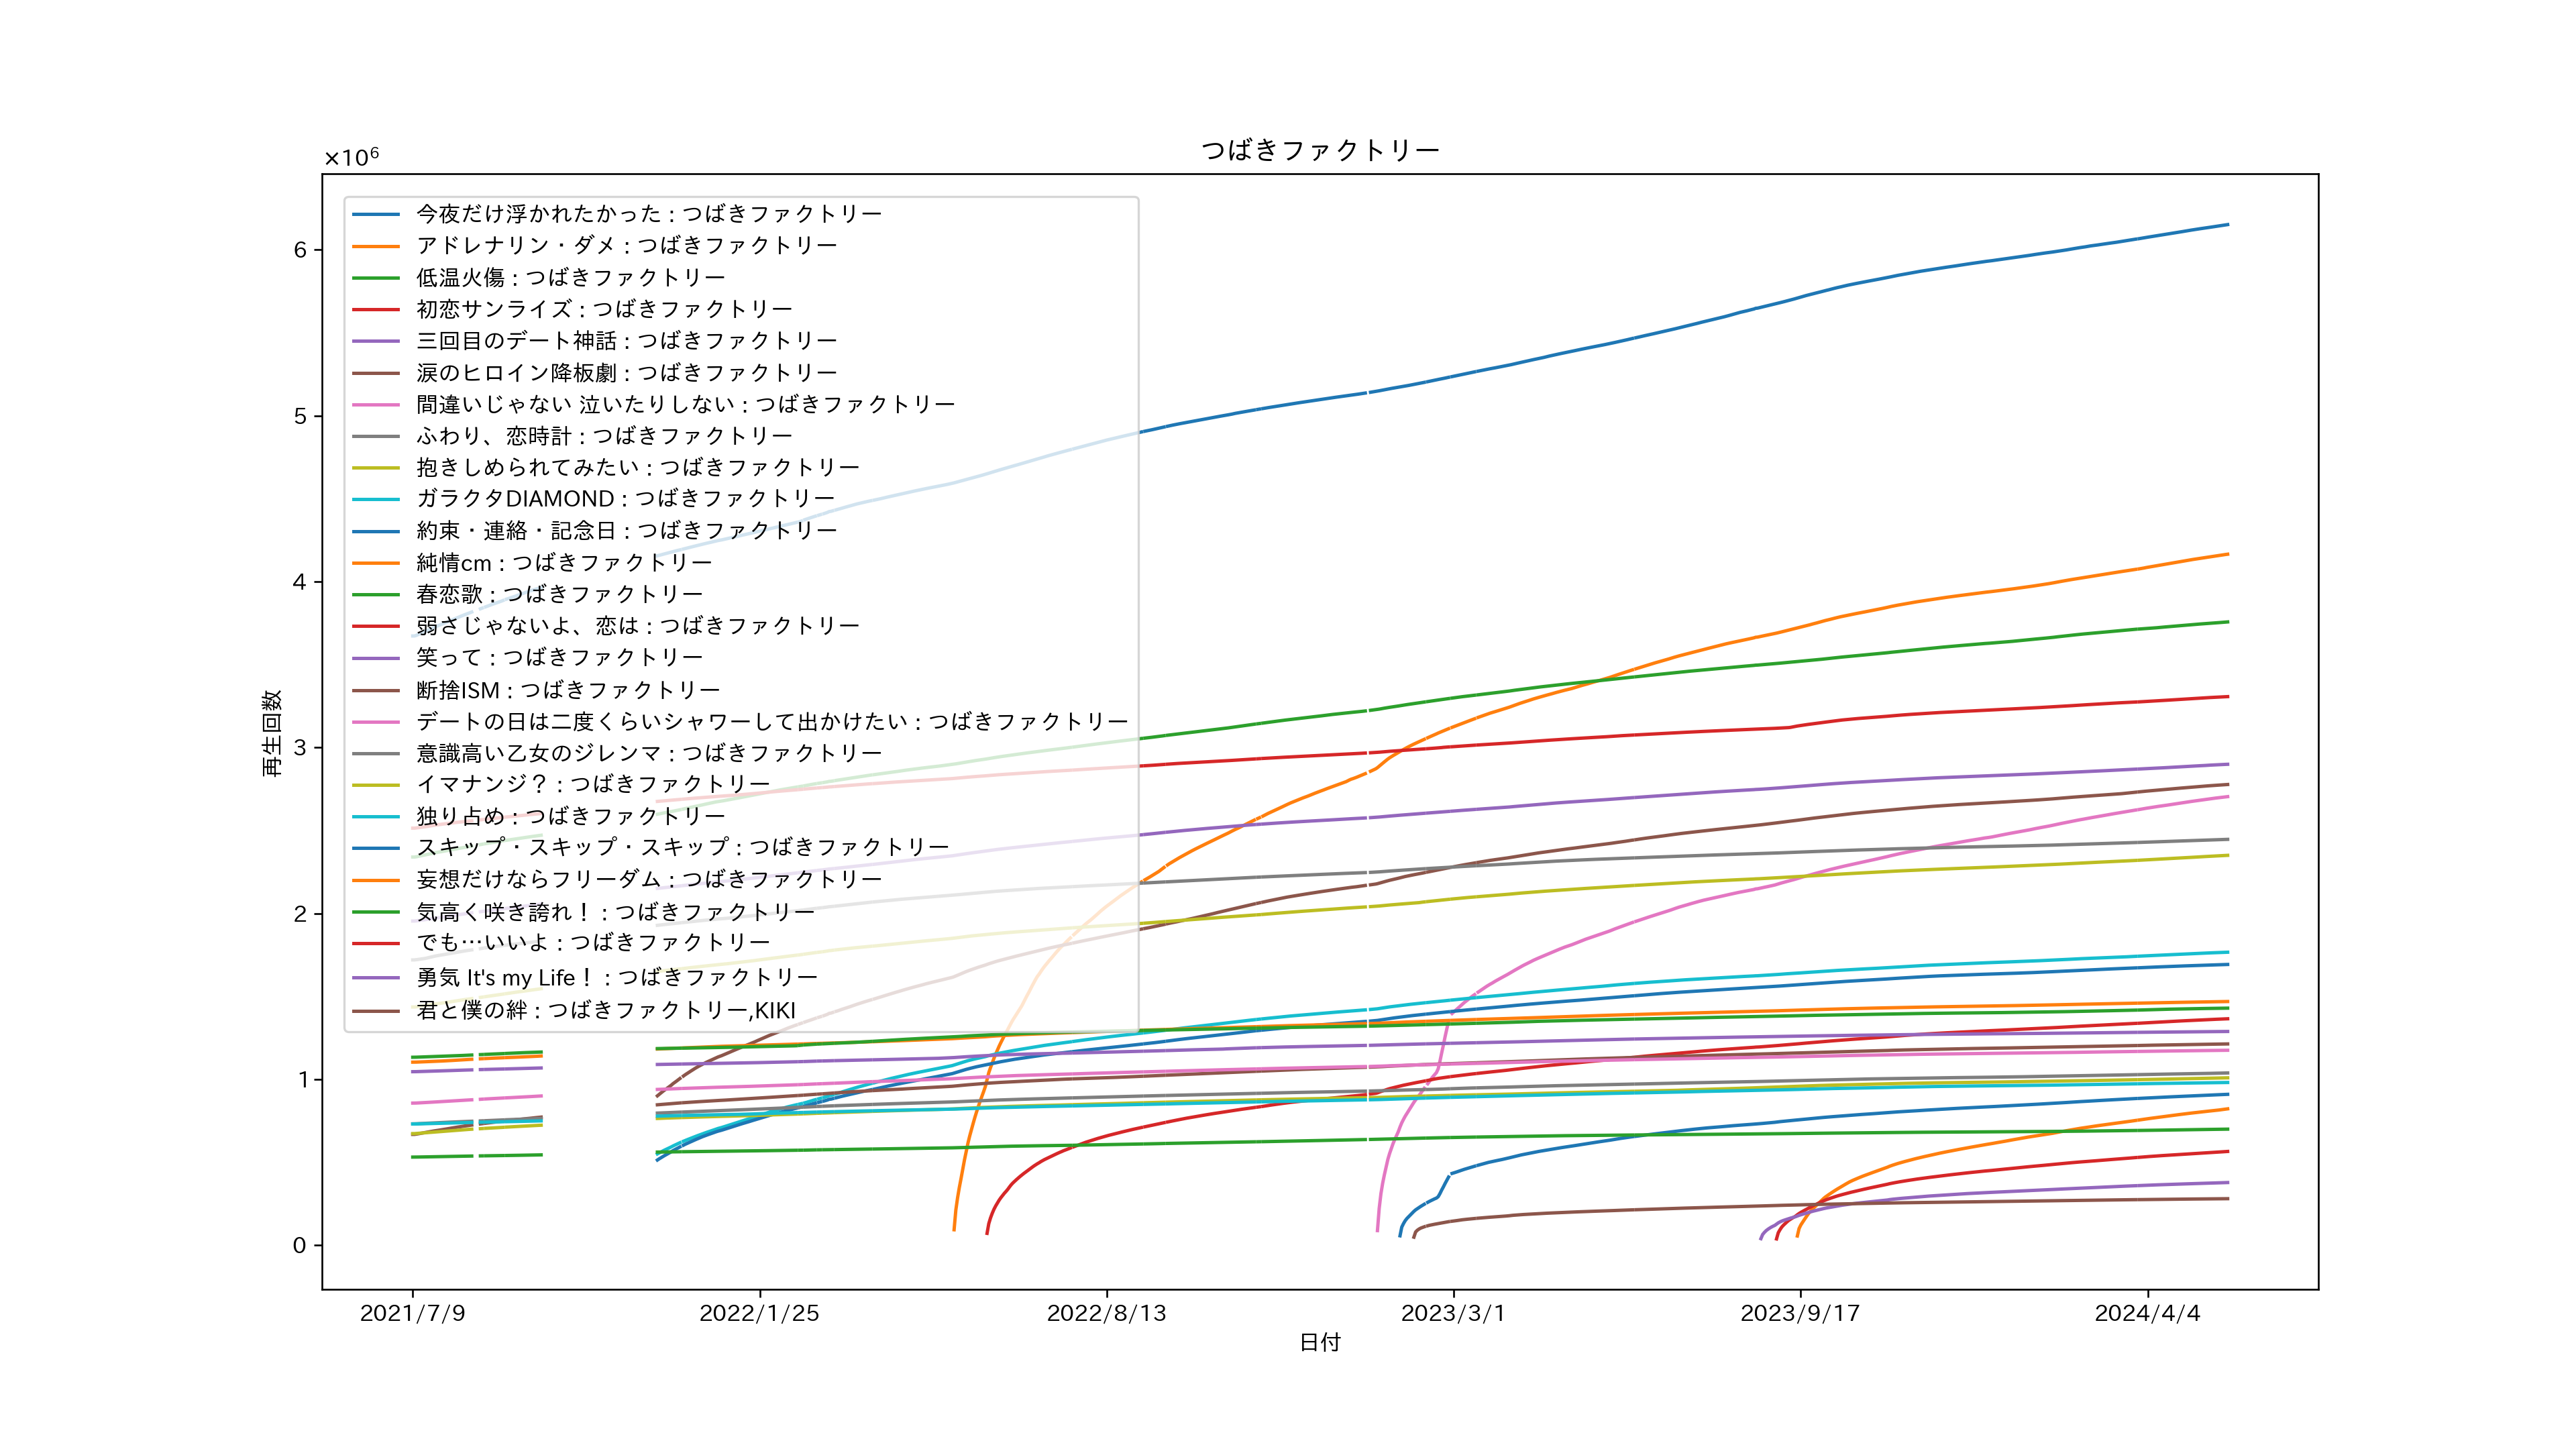 つばきファクトリー
×10⁶
今夜だけ浮かれたかった : つばきファクトリー
アドレナリン・ダメ : つばきファクトリー
低温火傷 : つばきファクトリー
初恋サンライズ : つばきファクトリー
三回目のデート神話 : つばきファクトリー
涙のヒロイン降板劇 : つばきファクトリー
間違いじゃない 泣いたりしない : つばきファクトリー
ふわり、恋時計 : つばきファクトリー
抱きしめられてみたい : つばきファクトリー
ガラクタDIAMOND : つばきファクトリー
約束・連絡・記念日 : つばきファクトリー
純情cm : つばきファクトリー
春恋歌 : つばきファクトリー
弱さじゃないよ、恋は : つばきファクトリー
笑って : つばきファクトリー
断捨ISM : つばきファクトリー
デートの日は二度くらいシャワーして出かけたい : つばきファクトリー
意識高い乙女のジレンマ : つばきファクトリー
イマナンジ？ : つばきファクトリー
独り占め : つばきファクトリー
スキップ・スキップ・スキップ : つばきファクトリー
妄想だけならフリーダム : つばきファクトリー
気高く咲き誇れ！ : つばきファクトリー
でも…いいよ : つばきファクトリー
勇気 It's my Life！ : つばきファクトリー
君と僕の絆 : つばきファクトリー,KIKI
6
5
4
3
2
1
0
再生回数
2021/7/9 2022/1/25 2022/8/13 2023/3/1 2023/9/17 2024/4/4
日付